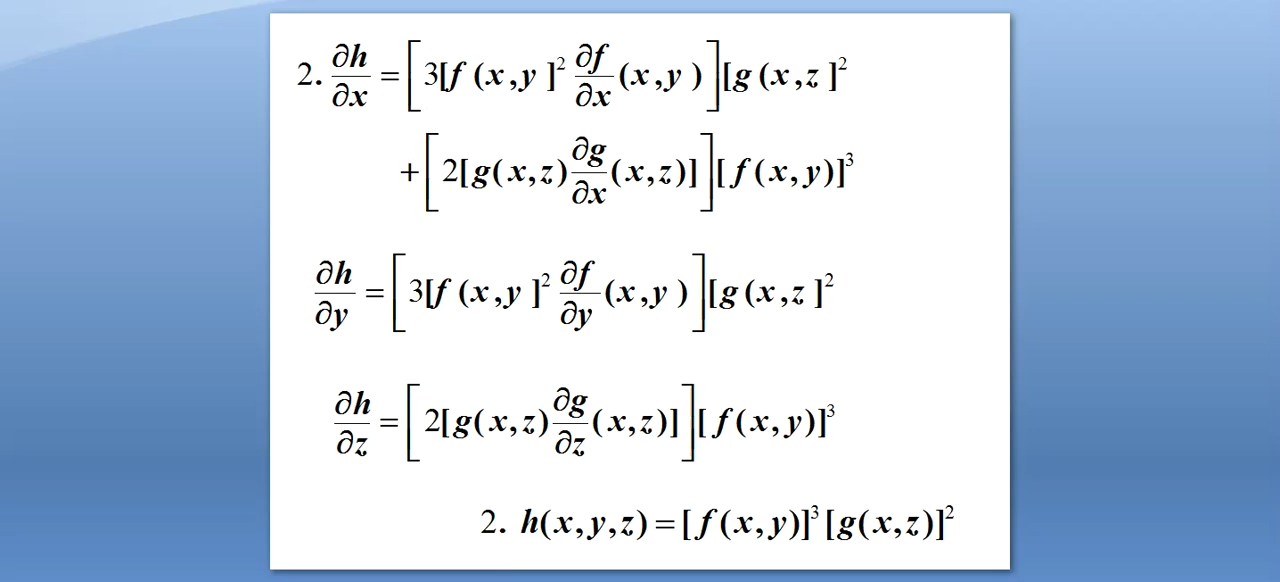 2. ∂h/∂x = [3[f(x,y]² ∂f/∂x (x,y)][g(x,z]²
+[2[g(x,z) ∂g/∂x (x,z)]][f(x,y)]³
∂h/∂y = [3[f(x,y]² ∂f/∂y (x,y)][g(x,z]²
∂h/∂z = [2[g(x,z) ∂g/∂z (x,z)]][f(x,y)]³
2. h(x,y,z) = [f(x,y)]³[g(x,z)]²